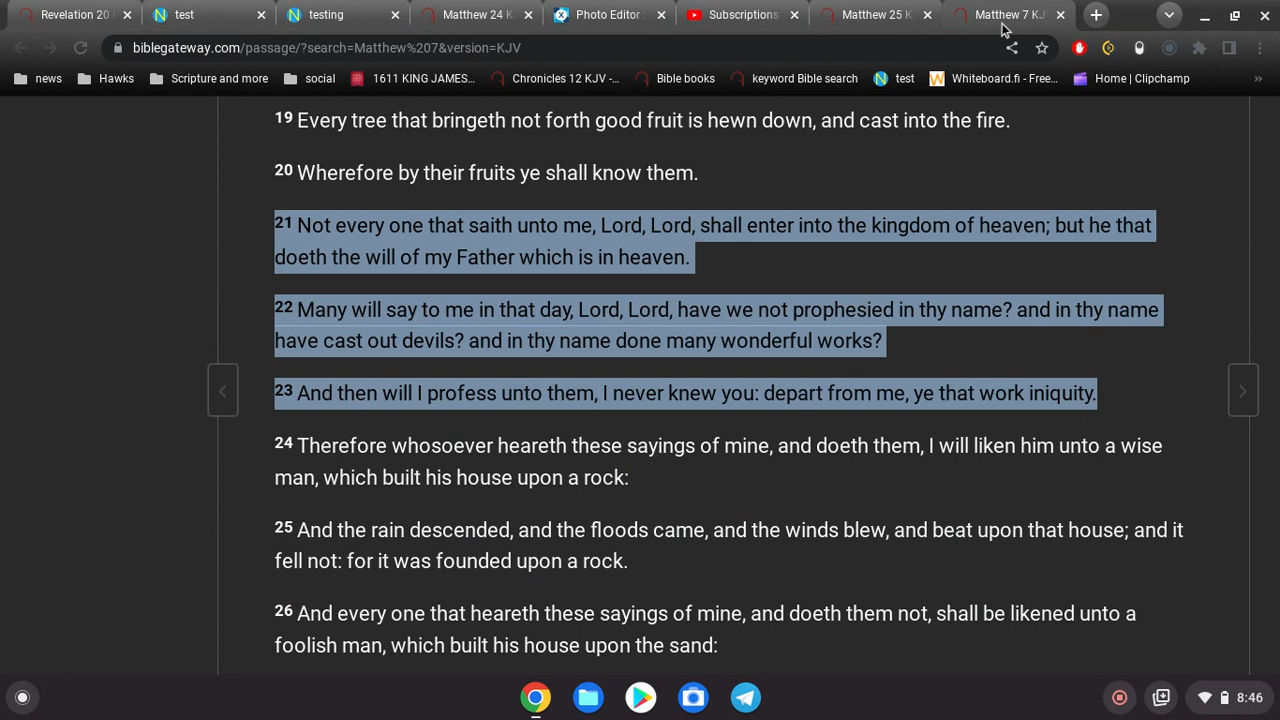 Revelation 20 test testing Matthew 24 K Photo Editor : Subscriptions Matthew 25 K Matthew 7 KJV
biblegateway.com/passage/?search=Matthew%207&version=KJV
news Hawks Scripture and more social 1611 KING JAMES... Chronicles 12 KJV -... Bible books keyword Bible search test Whiteboard.fi - Free... Home | Clipchamp »
19 Every tree that bringeth not forth good fruit is hewn down, and cast into the fire.
20 Wherefore by their fruits ye shall know them.
21 Not every one that saith unto me, Lord, Lord, shall enter into the kingdom of heaven; but he that
doeth the will of my Father which is in heaven.
22 Many will say to me in that day, Lord, Lord, have we not prophesied in thy name? and in thy name
have cast out devils? and in thy name done many wonderful works?
23 And then will I profess unto them, I never knew you: depart from me, ye that work iniquity.
24 Therefore whosoever heareth these sayings of mine, and doeth them, I will liken him unto a wise
man, which built his house upon a rock:
25 And the rain descended, and the floods came, and the winds blew, and beat upon that house; and it
fell not: for it was founded upon a rock.
26 And every one that heareth these sayings of mine, and doeth them not, shall be likened unto a
foolish man, which built his house upon the sand:
8:46